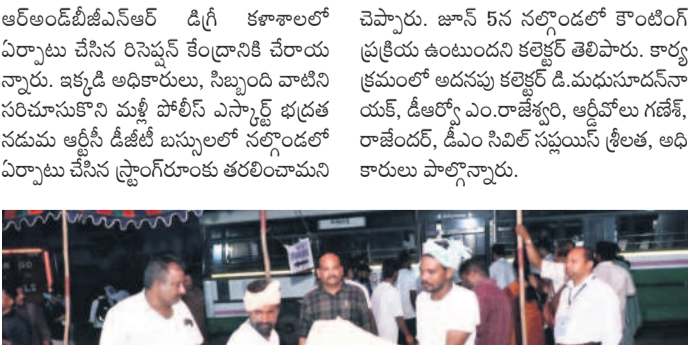 ఆర్అండ్‌బీజీఎన్ఆర్ డిగ్రీ కళాశాలలో
ఏర్పాటు చేసిన రిసెప్షన్ కేంద్రానికి చేరాయ
న్నారు. ఇక్కడి అధికారులు, సిబ్బంది వాటిని
సరిచూసుకొని మళ్లీ పోలీస్ ఎస్కార్ట్ భద్రత
నడుమ ఆర్టీసీ డీజీటీ బస్సులలో నల్గొండలో
ఏర్పాటు చేసిన స్ట్రాంగ్‌రూంకు తరలించామని
చెప్పారు. జూన్ 5న నల్గొండలో కౌంటింగ్
ప్రక్రియ ఉంటుందని కలెక్టర్ తెలిపారు. కార్య
క్రమంలో అదనపు కలెక్టర్ డి.మధుసూదన్‌నా
యక్, డీఆర్వో ఎం.రాజేశ్వరి, ఆర్డీవోలు గణేశ్,
రాజేందర్, డీఎం సివిల్ సప్లయిస్ శ్రీలత, అధి
కారులు పాల్గొన్నారు.